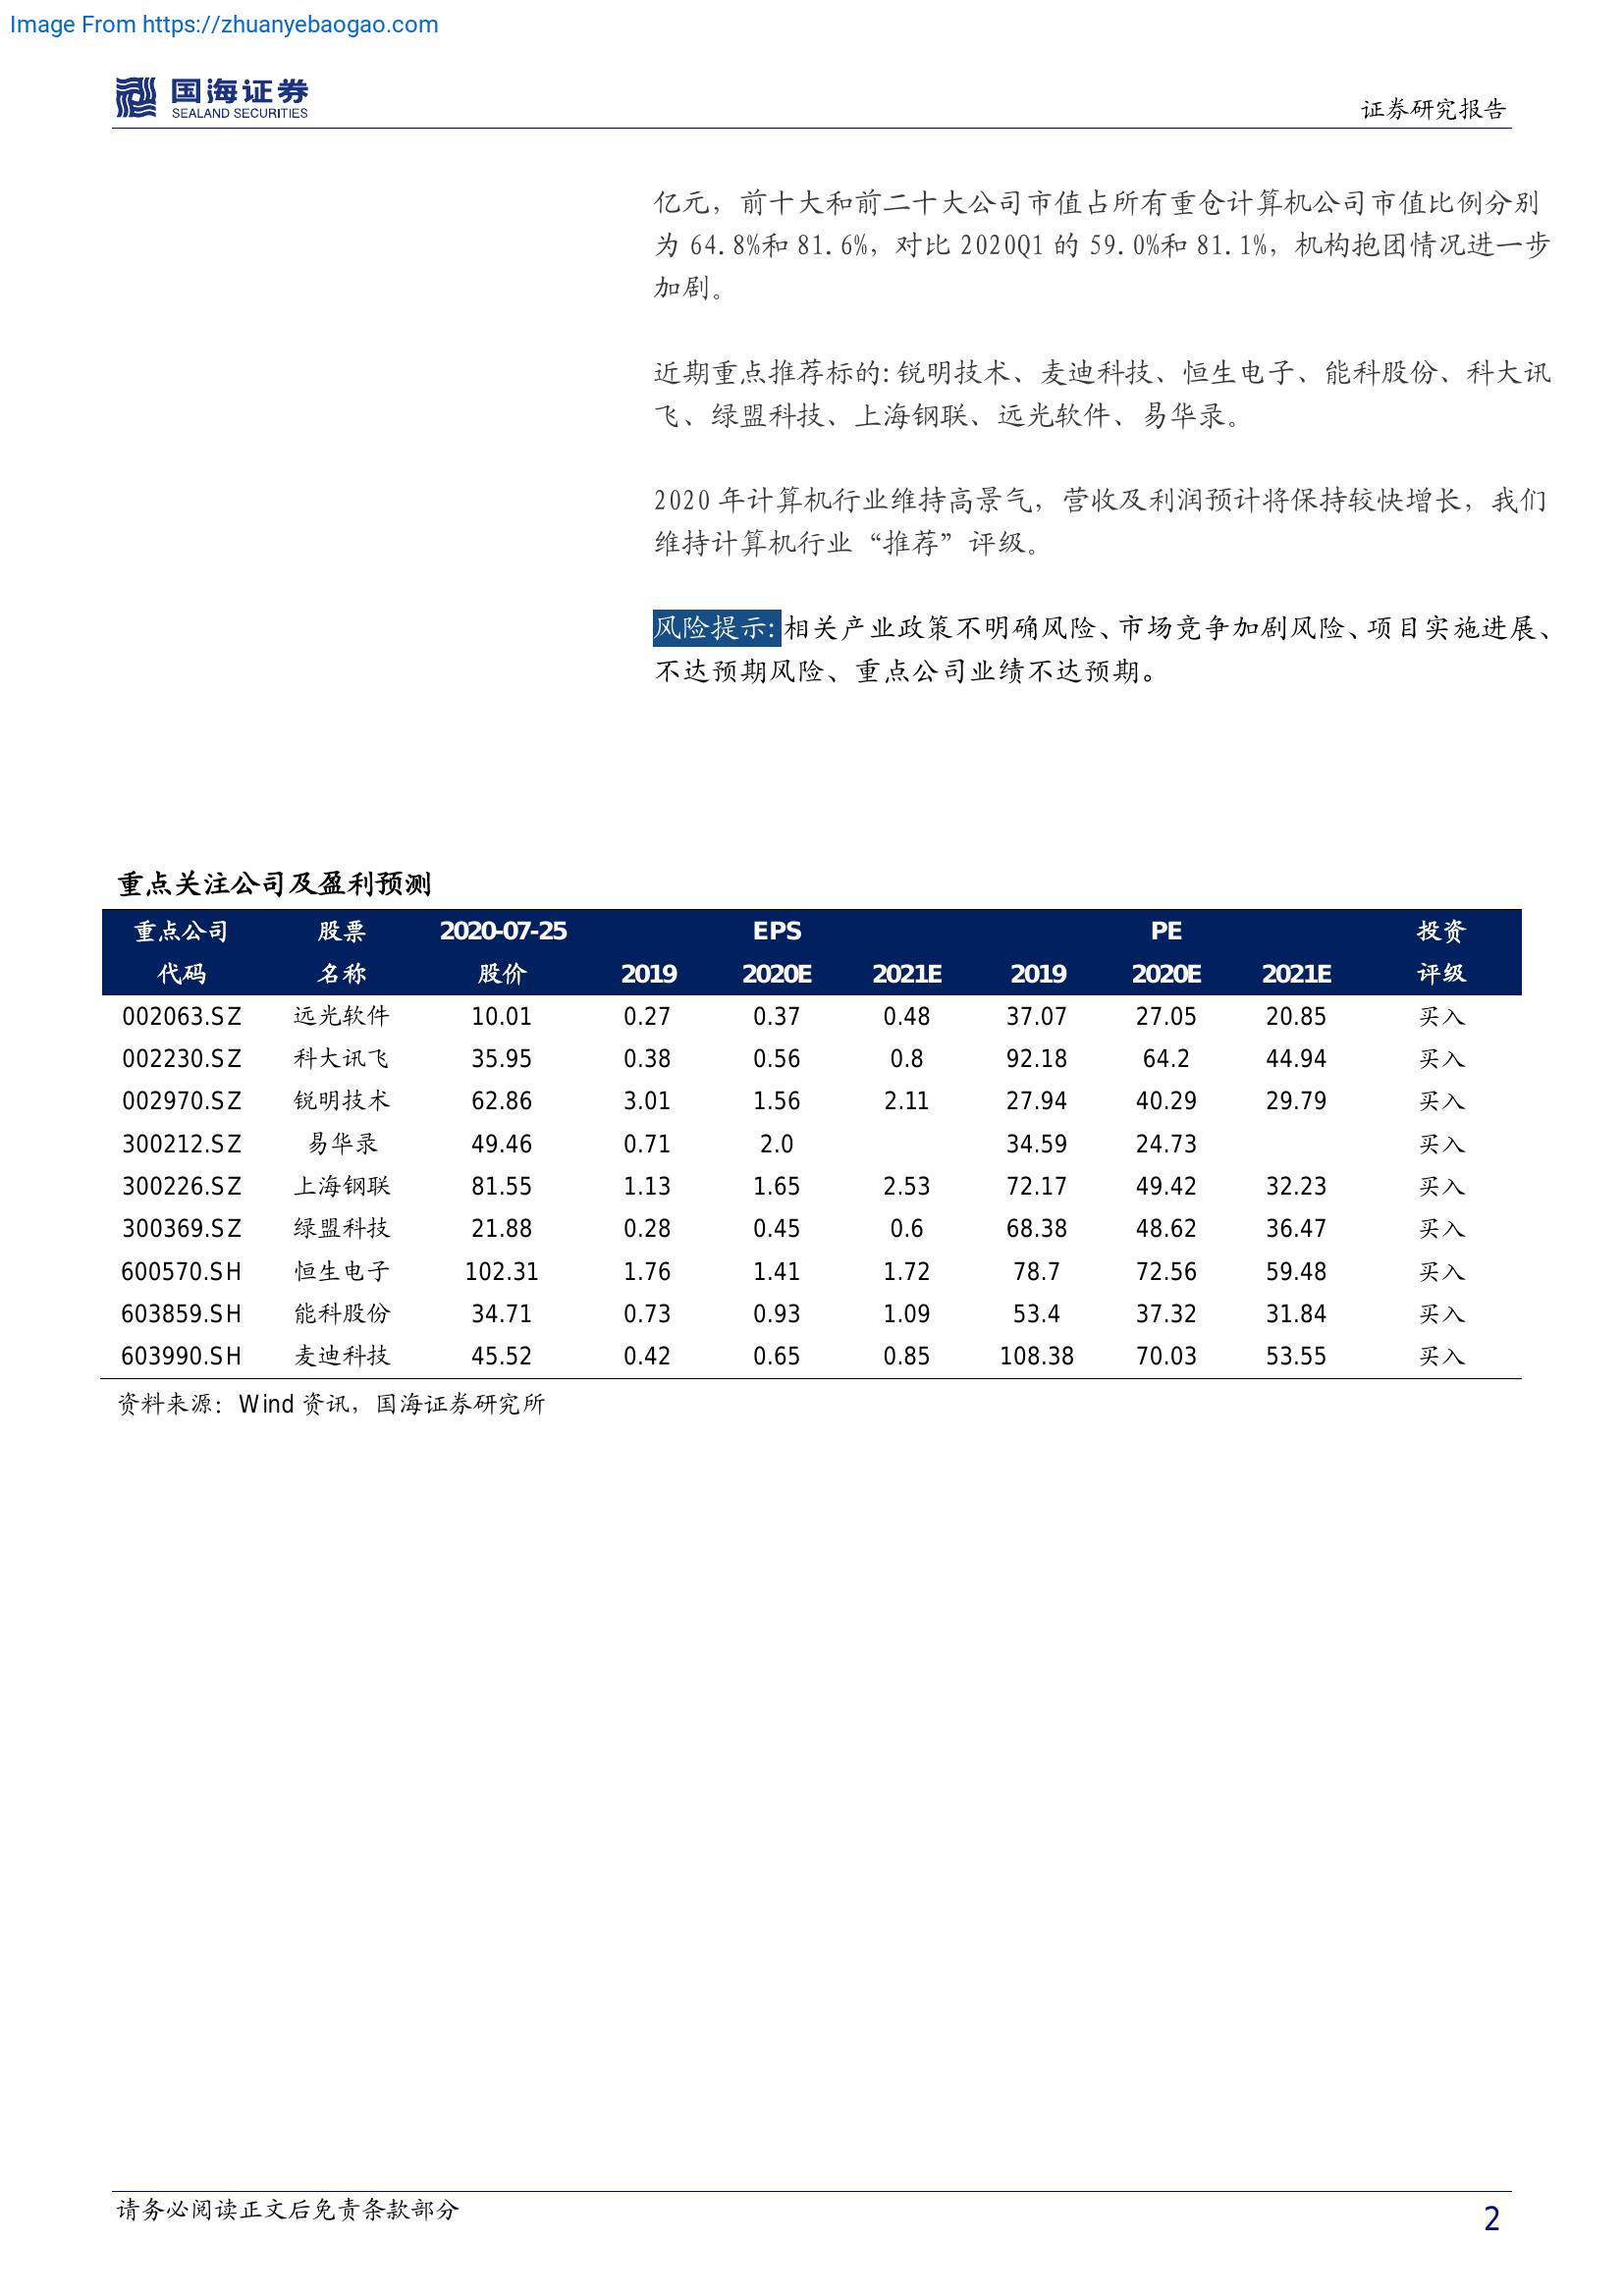 Image From https://zhuanyebaogao.com
国海证券
SEALAND SECURITIES
证券研究报告
亿元，前十大和前二十大公司市值占所有重仓计算机公司市值比例分别
为 64.8%和 81.6%，对比 2020Q1 的 59.0%和 81.1%，机构抱团情况进一步
加剧。
近期重点推荐标的:锐明技术、麦迪科技、恒生电子、能科股份、科大讯
飞、绿盟科技、上海钢联、远光软件、易华录。
2020 年计算机行业维持高景气，营收及利润预计将保持较快增长，我们
维持计算机行业“推荐”评级。
风险提示:相关产业政策不明确风险、市场竞争加剧风险、项目实施进展、
不达预期风险、重点公司业绩不达预期。
重点关注公司及盈利预测
重点公司 股票 2020-07-25 EPS PE 投资
代码 名称 股价 2019 2020E 2021E 2019 2020E 2021E 评级
002063.SZ 远光软件 10.01 0.27 0.37 0.48 37.07 27.05 20.85 买入
002230.SZ 科大讯飞 35.95 0.38 0.56 0.8 92.18 64.2 44.94 买入
002970.SZ 锐明技术 62.86 3.01 1.56 2.11 27.94 40.29 29.79 买入
300212.SZ 易华录 49.46 0.71 2.0 34.59 24.73 买入
300226.SZ 上海钢联 81.55 1.13 1.65 2.53 72.17 49.42 32.23 买入
300369.SZ 绿盟科技 21.88 0.28 0.45 0.6 68.38 48.62 36.47 买入
600570.SH 恒生电子 102.31 1.76 1.41 1.72 78.7 72.56 59.48 买入
603859.SH 能科股份 34.71 0.73 0.93 1.09 53.4 37.32 31.84 买入
603990.SH 麦迪科技 45.52 0.42 0.65 0.85 108.38 70.03 53.55 买入
资料来源：Wind 资讯，国海证券研究所
请务必阅读正文后免责条款部分
2